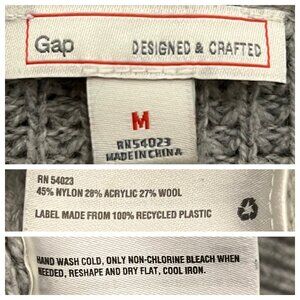 Gap DESIGNED & CRAFTED
M
RN54023
MADE IN CHINA
RN 54023
45% NYLON 28% ACRYLIC 27% WOOL
LABEL MADE FROM 100% RECYCLED PLASTIC
HAND WASH COLD, ONLY NON-CHLORINE BLEACH WHEN
NEEDED, RESHAPE AND DRY FLAT, COOL IRON.